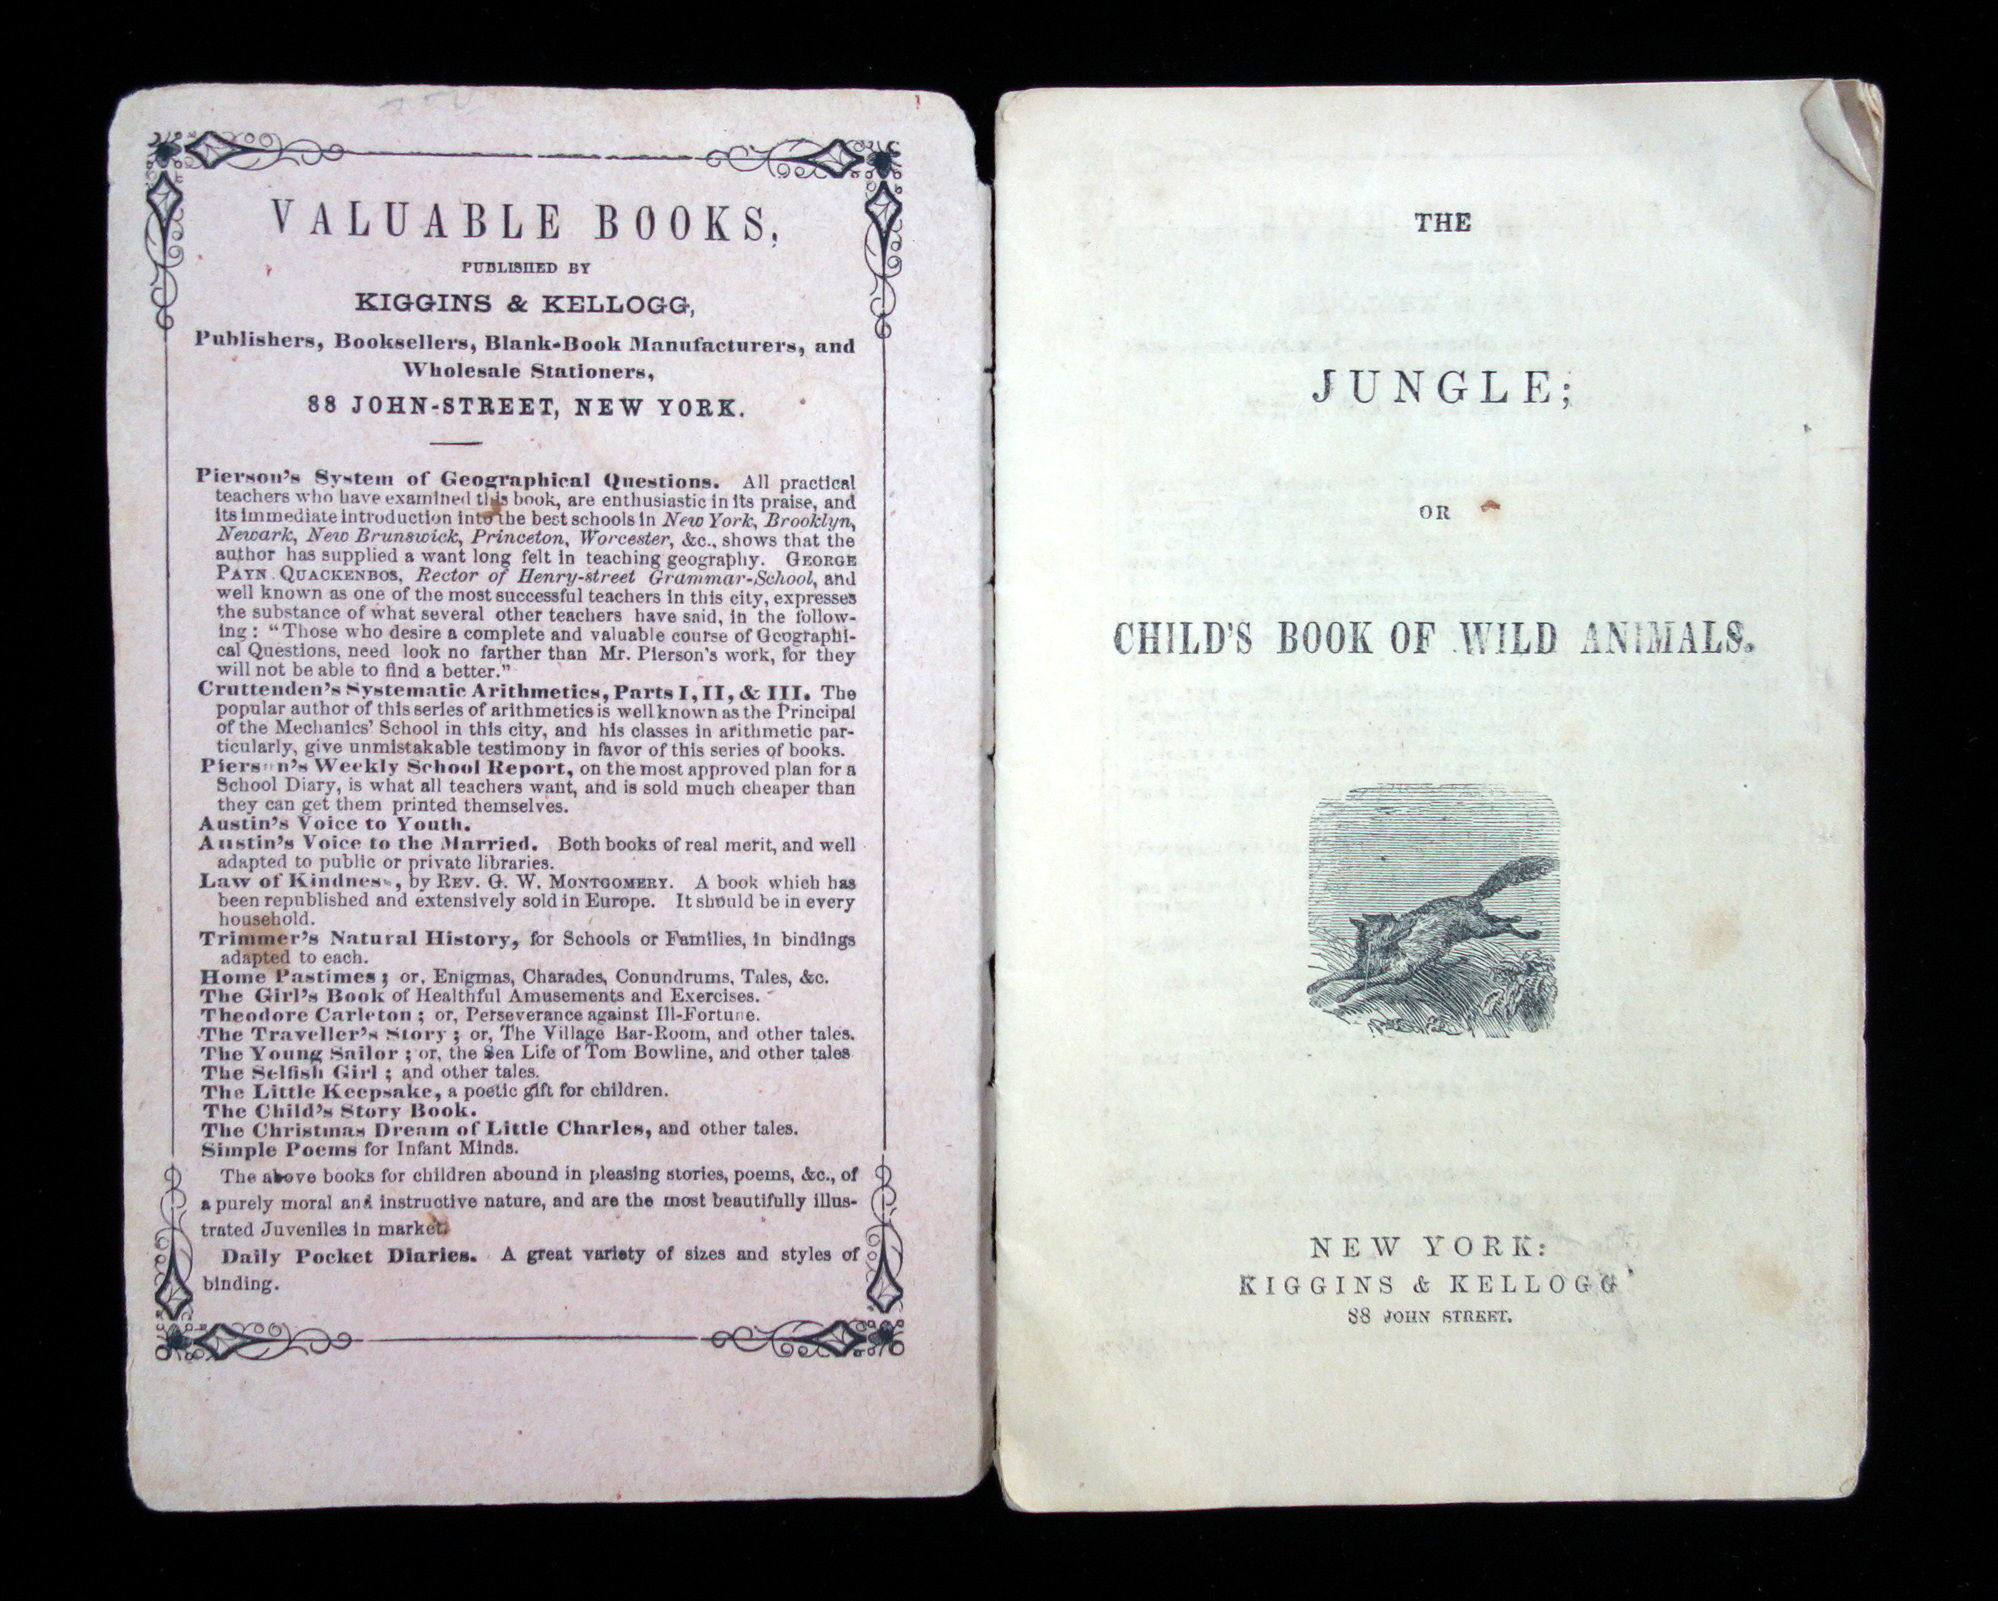 VALUABLE BOOKS,
PUBLISHED BY
KIGGINS & KELLOGG,
Publishers, Booksellers, Blank-Book Manufacturers, and
Wholesale Stationers,
88 JOHN-STREET, NEW YORK.
Pierson's System of Geographical Questions. All practical
teachers who have examined this book, are enthusiastic in its praise, and
its immediate introduction into the best schools in New York, Brooklyn,
Newark, New Brunswick, Princeton, Worcester, &c., shows that the
author has supplied a want long felt in teaching geography. GEORGE
PAYN QUACKENBOS, Rector of Henry-street Grammar-School, and
well known as one of the most successful teachers in this city, expresses
the substance of what several other teachers have said, in the follow-
ing: "Those who desire a complete and valuable course of Geographi-
cal Questions, need look no farther than Mr. Pierson's work, for they
will not be able to find a better."
Cruttenden's Systematic Arithmetics, Parts I, II, & III. The
popular author of this series of arithmetics is well known as the Principal
of the Mechanics' School in this city, and his classes in arithmetic par-
ticularly, give unmistakable testimony in favor of this series of books.
Pierson's Weekly School Report, on the most approved plan for a
School Diary, is what all teachers want, and is sold much cheaper than
they can get them printed themselves.
Austin's Voice to Youth.
Austin's Voice to the Married. Both books of real merit, and well
adapted to public or private libraries.
Law of Kindness, by REV. G. W. MONTGOMERY. A book which has
been republished and extensively sold in Europe. It should be in every
household.
Trimmer's Natural History, for Schools or Families, in bindings
adapted to each.
Home Pastimes; or, Enigmas, Charades, Conundrums, Tales, &c.
The Girl's Book of Healthful Amusements and Exercises.
Theodore Carleton; or, Perseverance against Ill-Fortune.
The Traveller's Story; or, The Village Bar-Room, and other tales.
The Young Sailor; or, the Sea Life of Tom Bowline, and other tales
The Selfish Girl; and other tales.
The Little Keepsake, a poetic gift for children.
The Child's Story Book.
The Christmas Dream of Little Charles, and other tales.
Simple Poems for Infant Minds.
The above books for children abound in pleasing stories, poems, &c., of
a purely moral and instructive nature, and are the most beautifully illus-
trated Juveniles in market.
Daily Pocket Diaries. A great variety of sizes and styles of
binding.
THE
JUNGLE;
OR
CHILD'S BOOK OF WILD ANIMALS.
NEW YORK:
KIGGINS & KELLOGG
88 JOHN STREET.